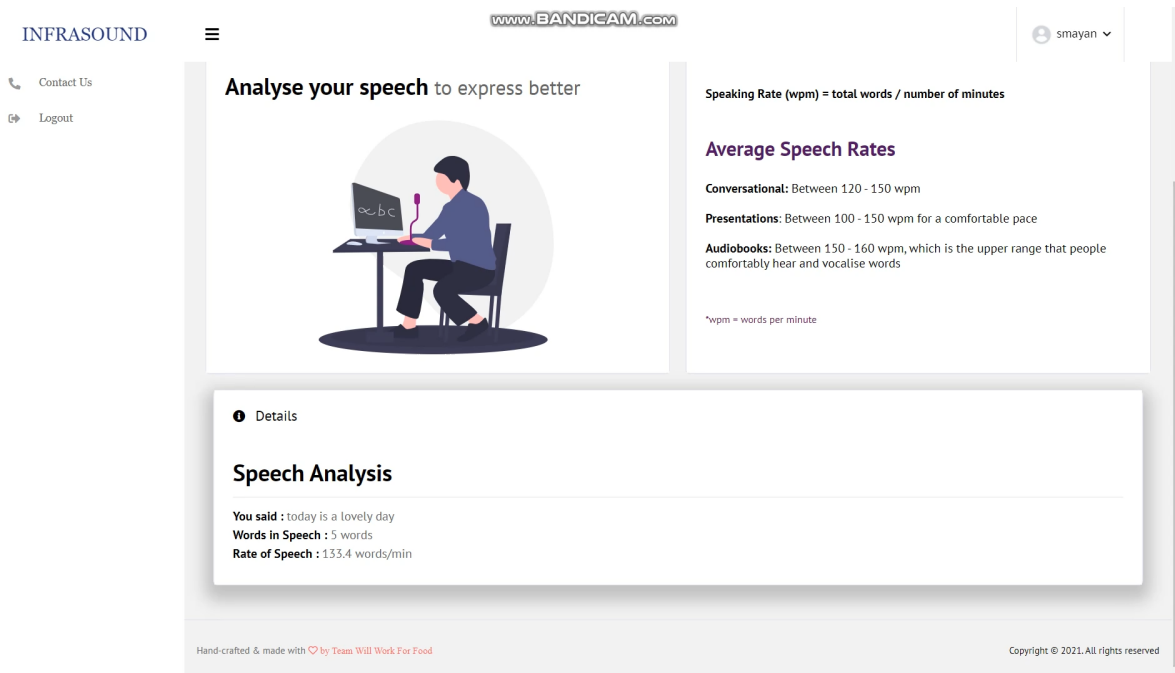 www.BANDICAM.com
INFRASOUND
smayan
Contact Us
Logout
Analyse your speech to express better
abc
Speaking Rate (wpm) = total words / number of minutes
Average Speech Rates
Conversational: Between 120 - 150 wpm
Presentations: Between 100 - 150 wpm for a comfortable pace
Audiobooks: Between 150 - 160 wpm, which is the upper range that people
comfortably hear and vocalise words
*wpm = words per minute
Details
Speech Analysis
You said : today is a lovely day
Words in Speech : 5 words
Rate of Speech : 133.4 words/min
Hand-crafted & made with ♡ by Team Will Work For Food
Copyright © 2021. All rights reserved